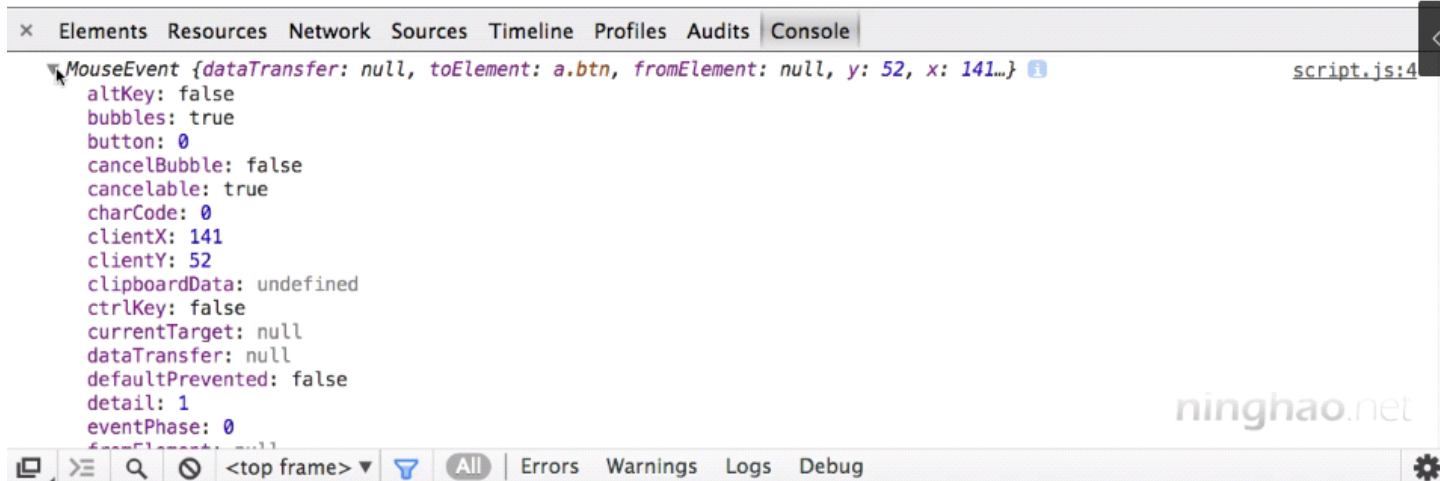 × Elements Resources Network Sources Timeline Profiles Audits Console
▼MouseEvent {dataTransfer: null, toElement: a.btn, fromElement: null, y: 52, x: 141…} i script.js:4
altKey: false
bubbles: true
button: 0
cancelBubble: false
cancelable: true
charCode: 0
clientX: 141
clientY: 52
clipboardData: undefined
ctrlKey: false
currentTarget: null
dataTransfer: null
defaultPrevented: false
detail: 1
eventPhase: 0
fromElement: null
ninghao.net
<top frame> ▼ All Errors Warnings Logs Debug